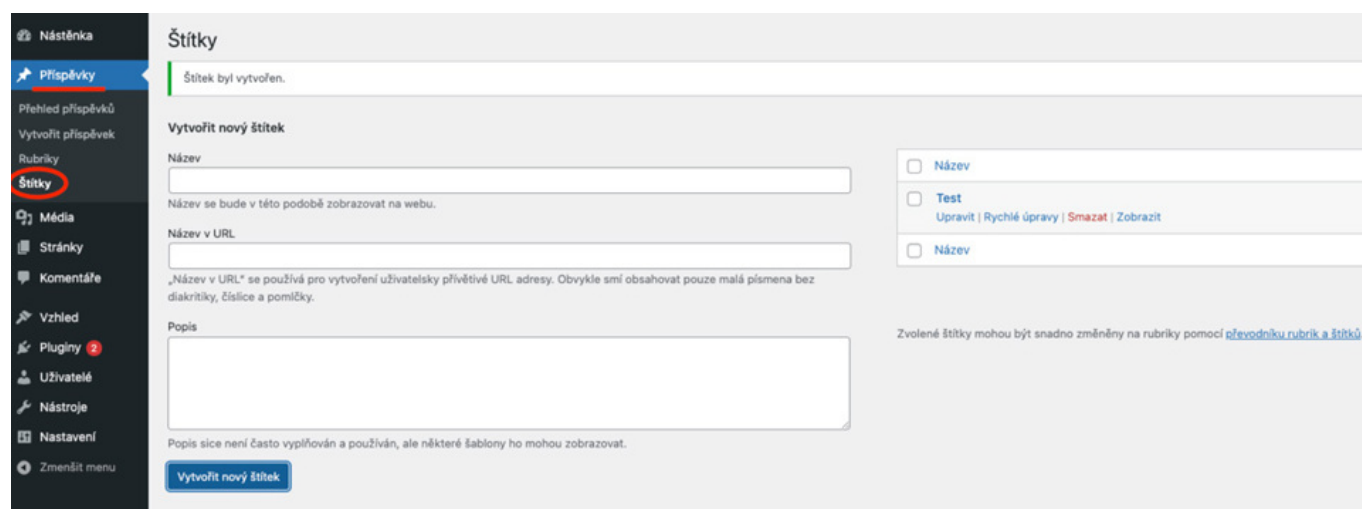 Nástěnka
Příspěvky
Přehled příspěvků
Vytvořit příspěvek
Rubriky
Štítky
Média
Stránky
Komentáře
Vzhled
Pluginy 2
Uživatelé
Nástroje
Nastavení
Zmenšit menu
Štítky
Štítek byl vytvořen.
Vytvořit nový štítek
Název
Název se bude v této podobě zobrazovat na webu.
Název v URL
„Název v URL“ se používá pro vytvoření uživatelsky přívětivé URL adresy. Obvykle smí obsahovat pouze malá písmena bez
diakritiky, číslice a pomlčky.
Popis
Popis sice není často vyplňován a používán, ale některé šablony ho mohou zobrazovat.
Vytvořit nový štítek
Název
Test
Upravit | Rychlé úpravy | Smazat | Zobrazit
Název
Zvolené štítky mohou být snadno změněny na rubriky pomocí převodníku rubrik a štítků